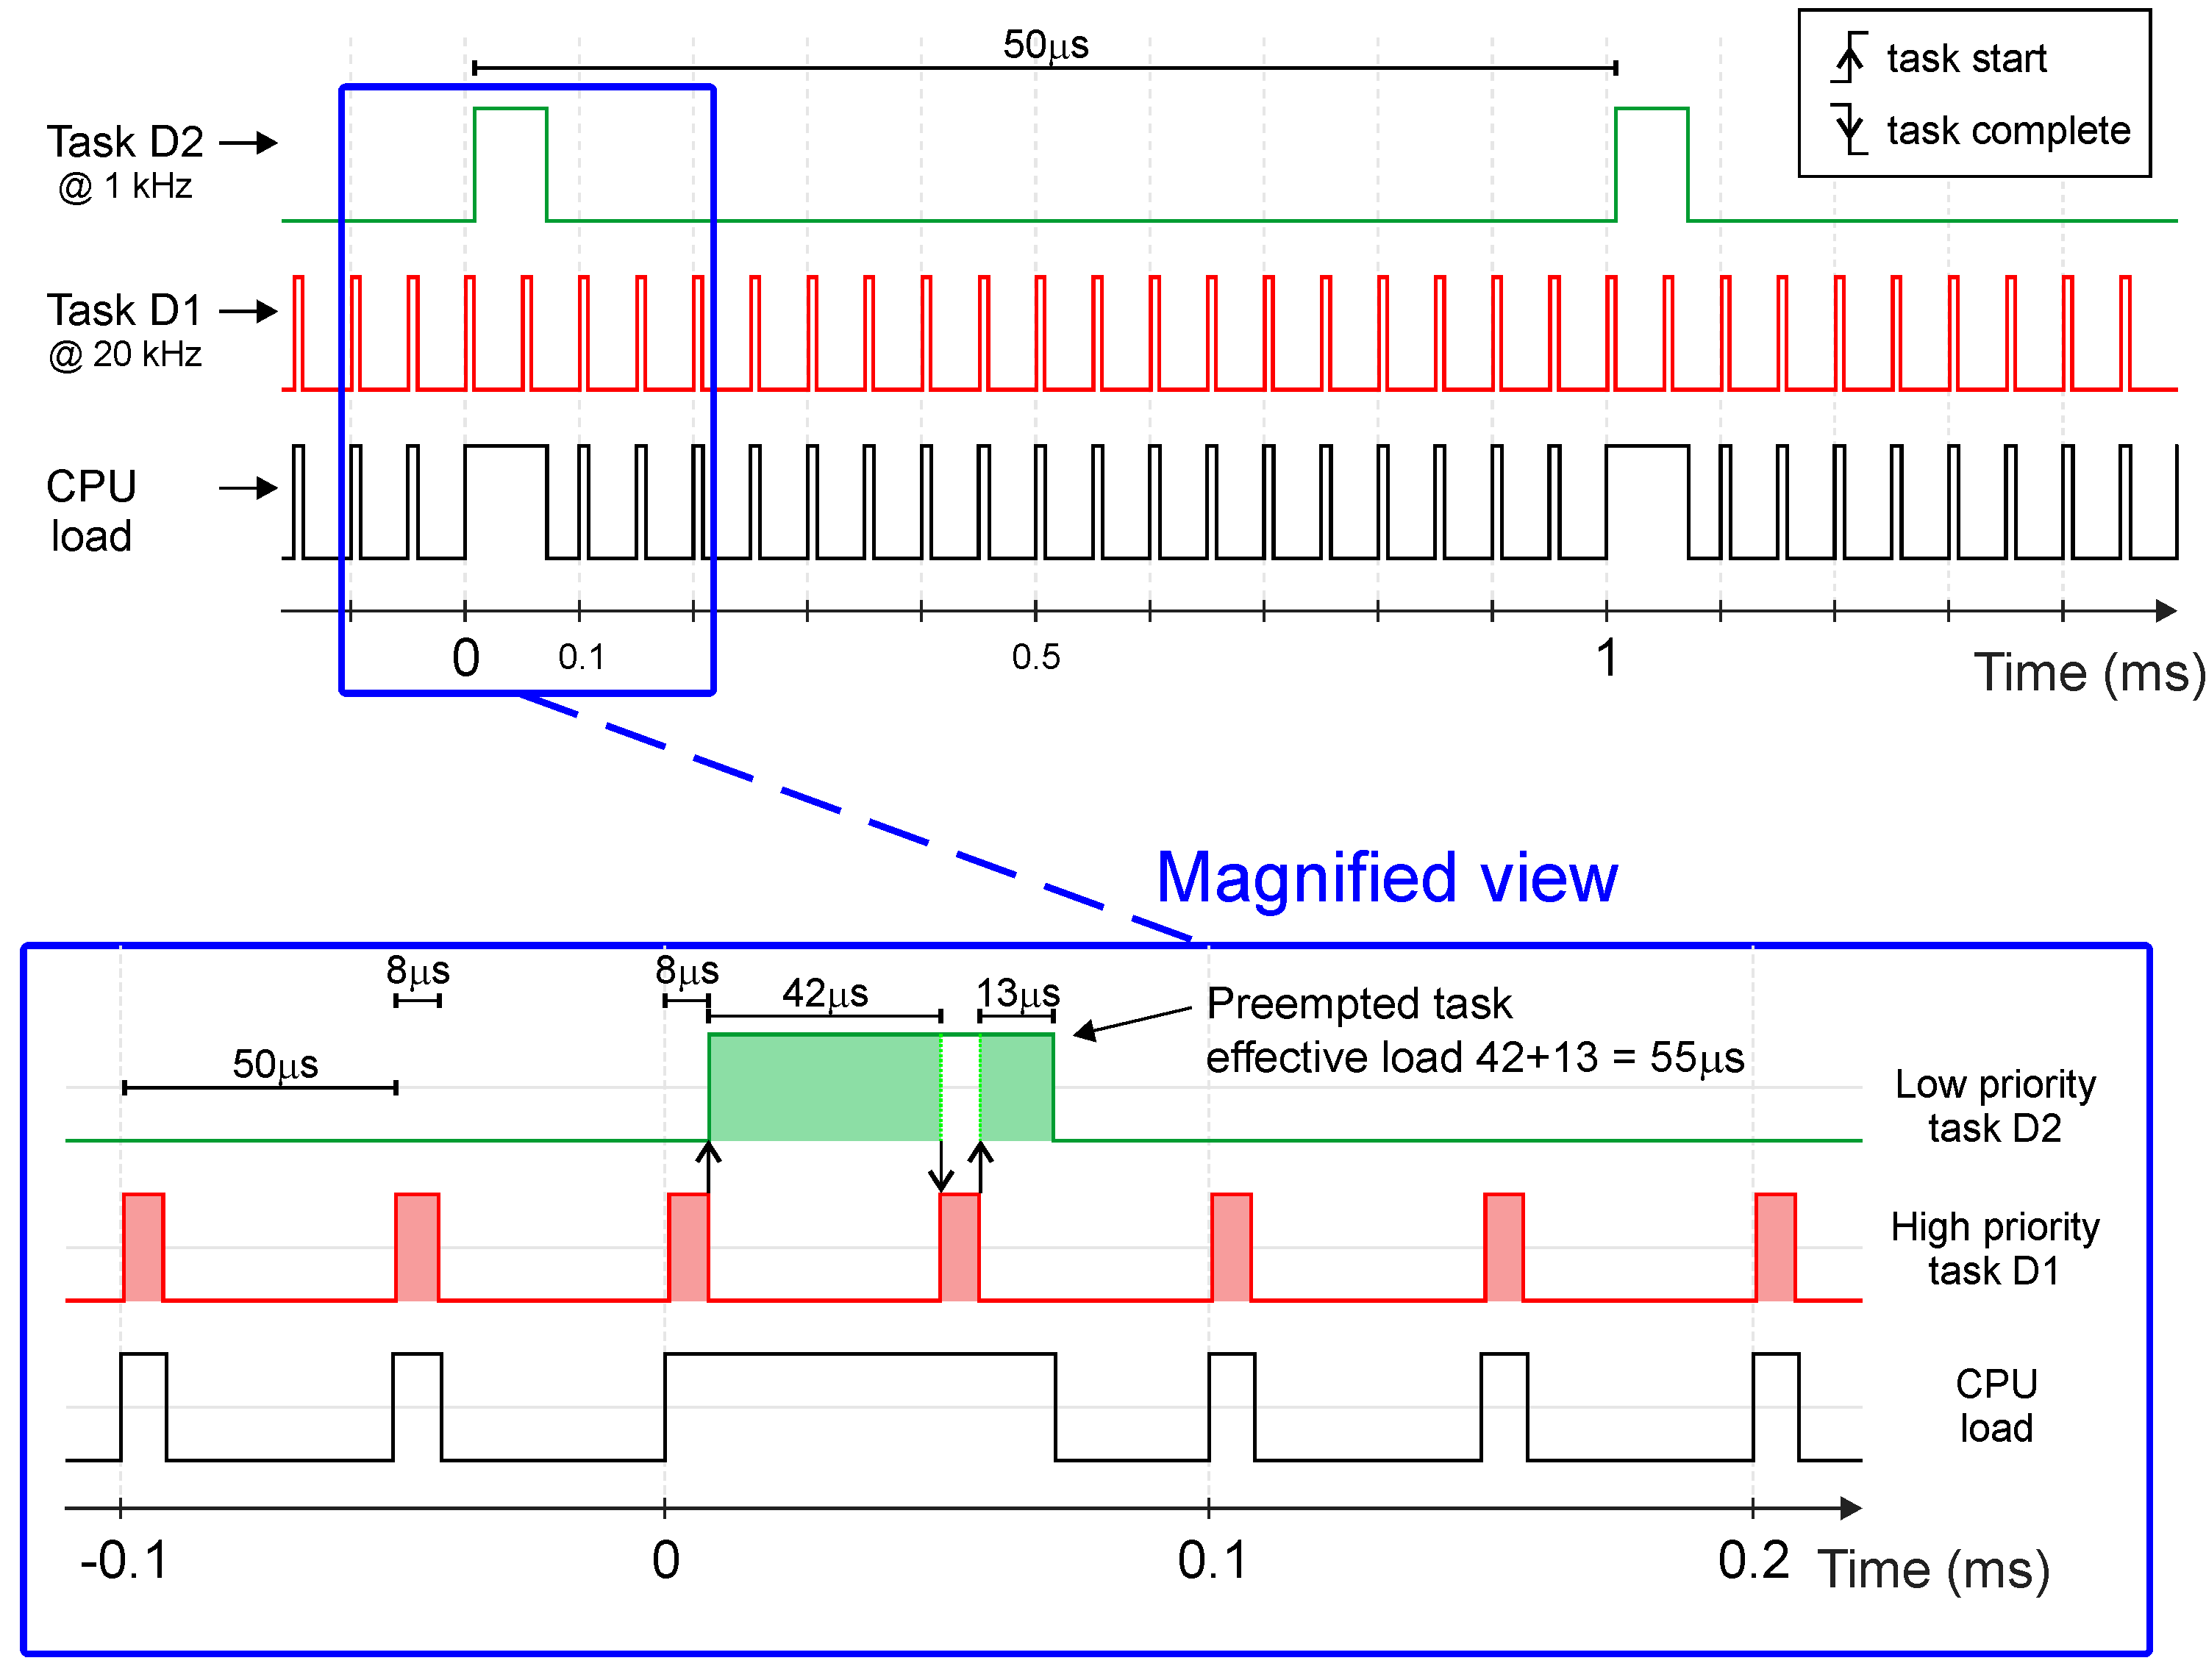 50μs
task start
task complete
Task D2
@ 1 kHz
Task D1
@ 20 kHz
CPU
load
0
0.1
0.5
1
Time (ms)
Magnified view
8μs
8μs
42μs
13μs
50μs
Preempted task
effective load 42+13 = 55μs
Low priority
task D2
High priority
task D1
CPU
load
-0.1
0
0.1
0.2
Time (ms)